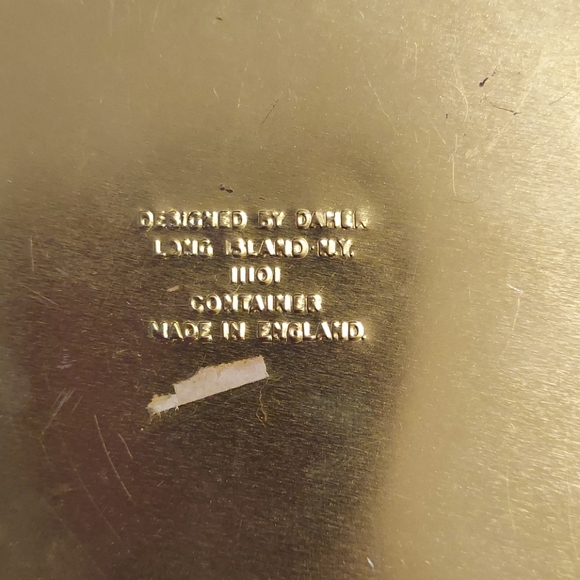 DESIGNED BY DAHER
LONG ISLAND·N.Y.
11101
CONTAINER
MADE IN ENGLAND.